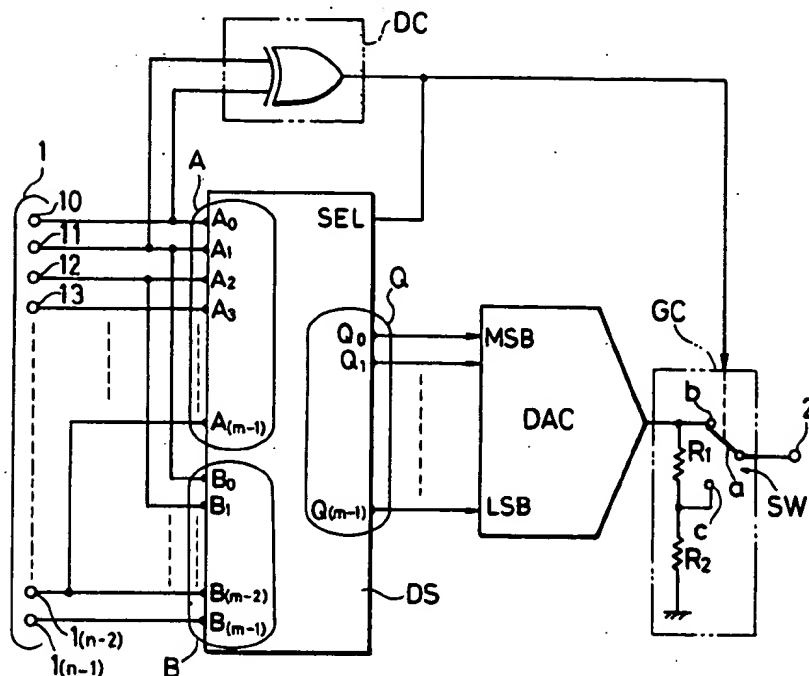 DC
1
A
10
A0
SEL
11
A1
12
A2
Q
13
A3
GC
Q0
MSB
Q1
b
2
DAC
A(m-1)
R1
a
SW
B0
B1
Q(m-1)
LSB
c
R2
B(m-2)
DS
B(m-1)
1(n-2)
1(n-1)
B